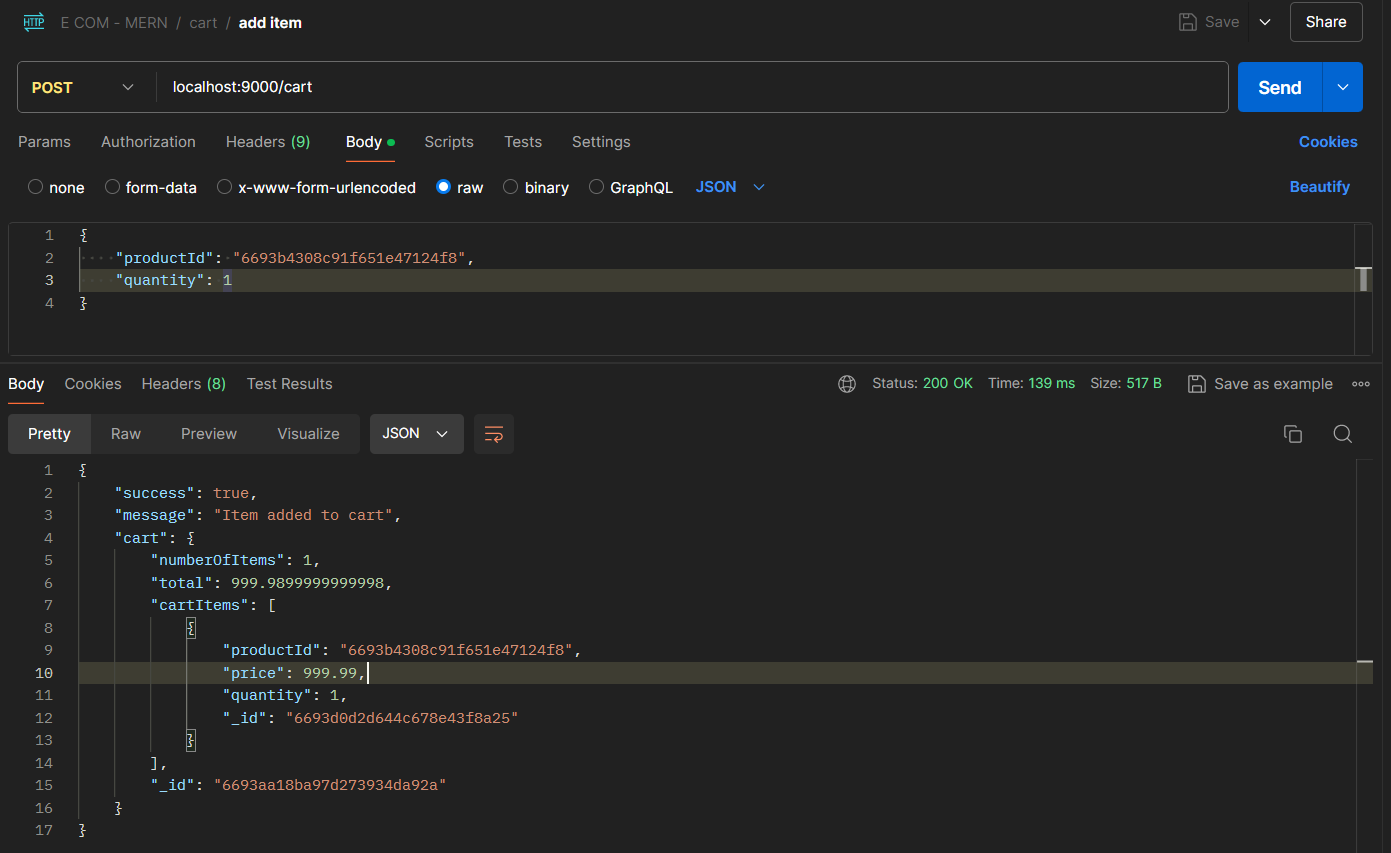 HTTP E COM - MERN / cart / add item Save Share
POST localhost:9000/cart Send
Params Authorization Headers (9) Body Scripts Tests Settings Cookies
none form-data x-www-form-urlencoded raw binary GraphQL JSON Beautify
1 {
2 ····"productId":·"6693b4308c91f651e47124f8",
3 ····"quantity":·1
4 }
Body Cookies Headers (8) Test Results Status: 200 OK Time: 139 ms Size: 517 B Save as example
Pretty Raw Preview Visualize JSON
1 {
2 "success": true,
3 "message": "Item added to cart",
4 "cart": {
5 "numberOfItems": 1,
6 "total": 999.9899999999998,
7 "cartItems": [
8 {
9 "productId": "6693b4308c91f651e47124f8",
10 "price": 999.99,
11 "quantity": 1,
12 "_id": "6693d0d2d644c678e43f8a25"
13 }
14 ],
15 "_id": "6693aa18ba97d273934da92a"
16 }
17 }